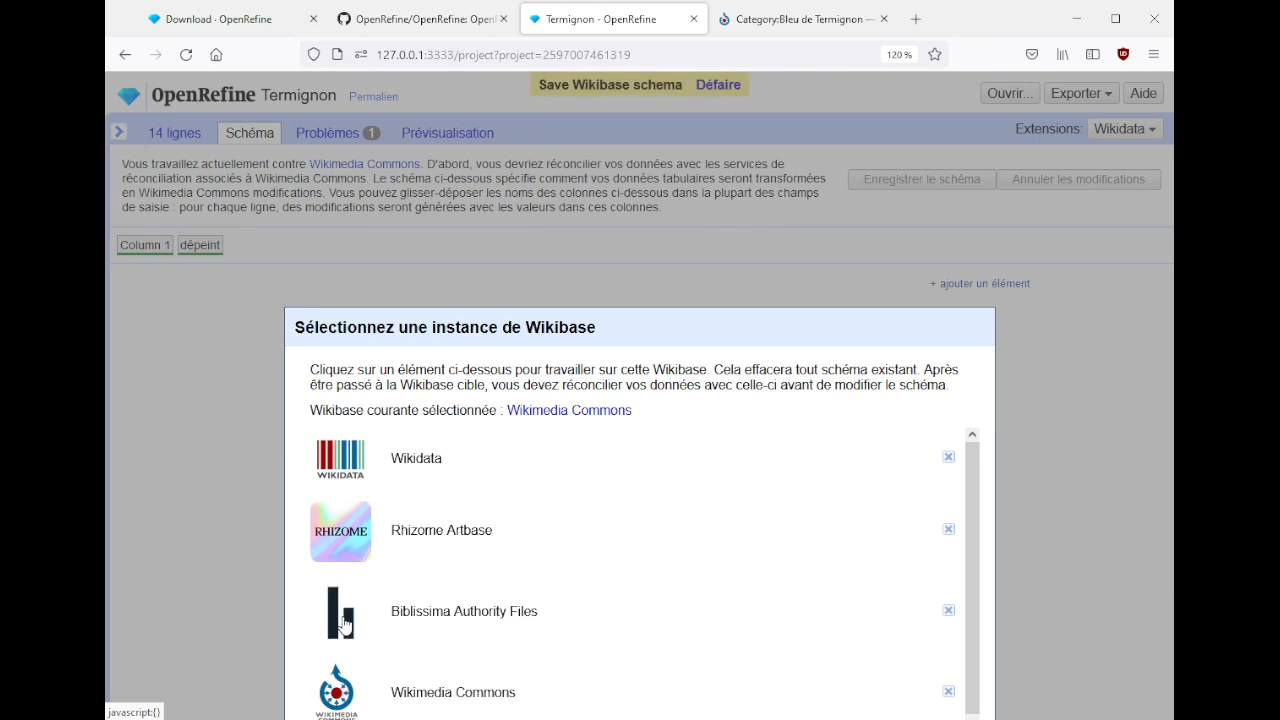 Download · OpenRefine
OpenRefine/OpenRefine: Open
Termignon - OpenRefine
Category:Bleu de Termignon —
127.0.0.1:3333/project?project=2597007461319
120 %
OpenRefine Termignon Permalien
Save Wikibase schema Défaire
Ouvrir... Exporter Aide
14 lignes Schéma Problèmes 1 Prévisualisation
Extensions: Wikidata
Vous travaillez actuellement contre Wikimedia Commons. D'abord, vous devriez réconcilier vos données avec les services de
réconciliation associés à Wikimedia Commons. Le schéma ci-dessous spécifie comment vos données tabulaires seront transformées
en Wikimedia Commons modifications. Vous pouvez glisser-déposer les noms des colonnes ci-dessous dans la plupart des champs
de saisie : pour chaque ligne, des modifications seront générées avec les valeurs dans ces colonnes.
Enregistrer le schéma Annuler les modifications
Column 1 dépeint
+ ajouter un élément
Sélectionnez une instance de Wikibase
Cliquez sur un élément ci-dessous pour travailler sur cette Wikibase. Cela effacera tout schéma existant. Après
être passé à la Wikibase cible, vous devez réconcilier vos données avec celle-ci avant de modifier le schéma.
Wikibase courante sélectionnée : Wikimedia Commons
WIKIDATA
Wikidata
RHIZOME
Rhizome Artbase
Biblissima Authority Files
Wikimedia Commons
WIKIMEDIA
javascript:{}